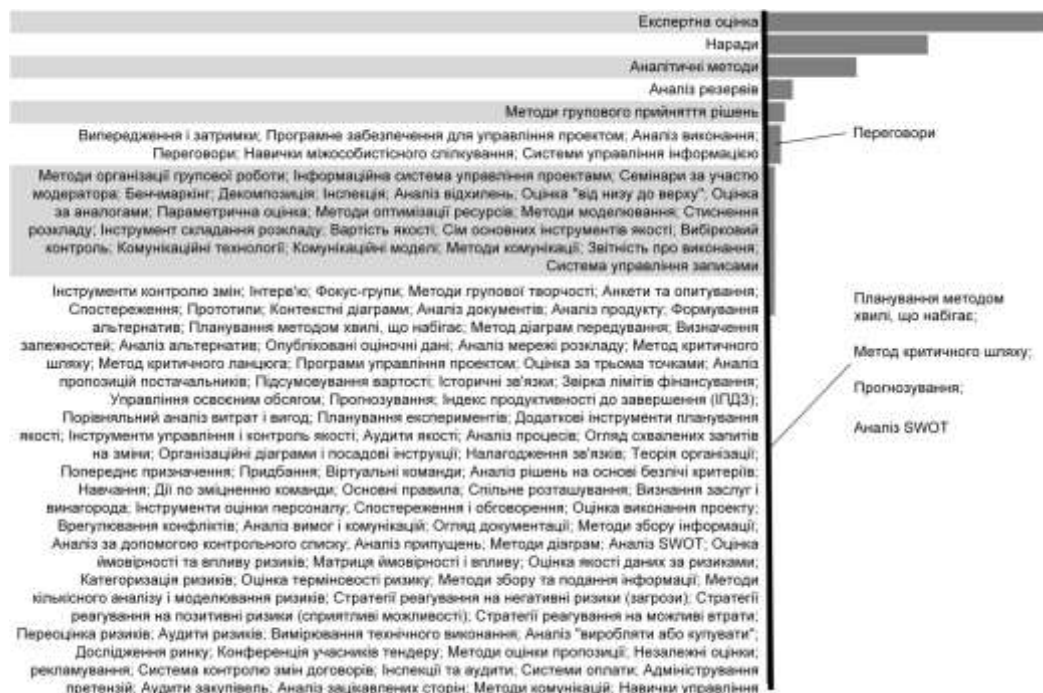 Експертна оцінка
Наради
Аналітичні методи
Аналіз резервів
Методи групового прийняття рішень
Випередження і затримки; Програмне забезпечення для управління проектом; Аналіз виконання;
Переговори; Навички міжособистісного спілкування; Системи управління інформацією
Переговори
Методи організації групової роботи; Інформаційна система управління проектами; Семінари за участю
модератора; Бенчмаркінг; Декомпозиція; Інспекція; Аналіз відхилень; Оцінка "від низу до верху"; Оцінка
за аналогами; Параметрична оцінка; Методи оптимізації ресурсів; Методи моделювання; Стиснення
розкладу; Інструмент складання розкладу; Вартість якості; Сім основних інструментів якості; Вибірковий
контроль; Комунікаційні технології; Комунікаційні моделі; Методи комунікації; Звітність про виконання;
Система управління записами
Інструменти контролю змін; Інтерв'ю; Фокус-групи; Методи групової творчості; Анкети та опитування;
Спостереження; Прототипи; Контекстні діаграми; Аналіз документів; Аналіз продукту; Формування
альтернатив; Планування методом хвилі, що набігає; Метод діаграм передування; Визначення
залежностей; Аналіз альтернатив; Опубліковані оціночні дані; Аналіз мережі розкладу; Метод критичного
шляху; Метод критичного ланцюга; Програми управління проектом; Оцінка за трьома точками; Аналіз
пропозицій постачальників; Підсумовування вартості; Історичні зв'язки; Звірка лімітів фінансування;
Управління освоєним обсягом; Прогнозування; Індекс продуктивності до завершення (ІПДЗ);
Порівняльний аналіз витрат і вигод; Планування експериментів; Додаткові інструменти планування
якості; Інструменти управління і контроль якості; Аудити якості; Аналіз процесів; Огляд схвалених запитів
на зміни; Організаційні діаграми і посадові інструкції; Налагодження зв'язків; Теорія організації;
Попереднє призначення; Придбання; Віртуальні команди; Аналіз рішень на основі безлічі критеріїв;
Навчання; Дії по зміцненню команди; Основні правила; Спільне розташування; Визнання заслуг і
винагорода; Інструменти оцінки персоналу; Спостереження і обговорення; Оцінка виконання проекту;
Врегулювання конфліктів; Аналіз вимог і комунікацій; Огляд документації; Методи збору інформації;
Аналіз за допомогою контрольного списку; Аналіз припущень; Методи діаграм; Аналіз SWOT; Оцінка
ймовірності та впливу ризиків; Матриця ймовірності і впливу; Оцінка якості даних за ризиками;
Категоризація ризиків; Оцінка терміновості ризику; Методи збору та подання інформації; Методи
кількісного аналізу і моделювання ризиків; Стратегії реагування на негативні ризики (загрози); Стратегії
реагування на позитивні ризики (сприятливі можливості); Стратегії реагування на можливі втрати;
Переоцінка ризиків; Аудити ризиків; Вимірювання технічного виконання; Аналіз "виробляти або купувати";
Дослідження ринку; Конференція учасників тендеру; Методи оцінки пропозиції; Незалежні оцінки;
рекламування; Система контролю змін договорів; Інспекції та аудити; Системи оплати; Адміністрування
претензій; Аудити закупівель; Аналіз зацікавлених сторін; Методи комунікацій; Навички управління
Планування методом
хвилі, що набігає;
Метод критичного шляху;
Прогнозування;
Аналіз SWOT